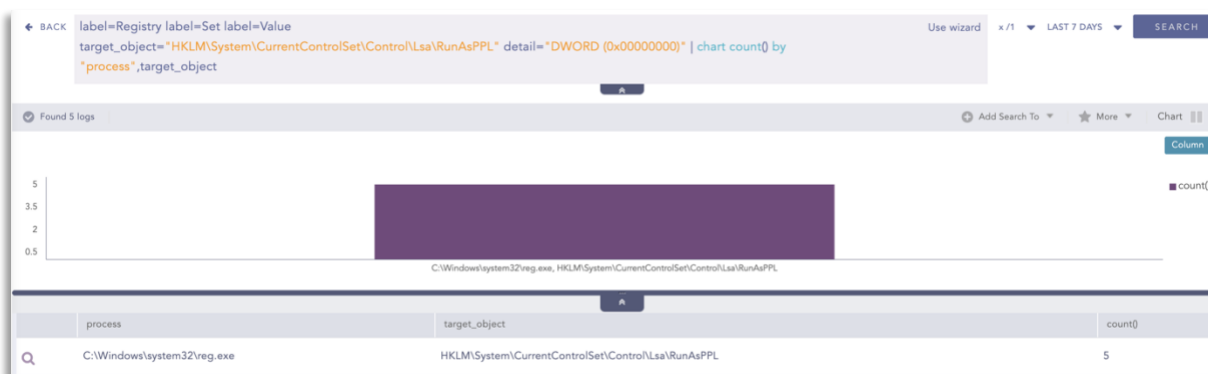 BACK
label=Registry label=Set label=Value
target_object="HKLM\System\CurrentControlSet\Control\Lsa\RunAsPPL" detail="DWORD (0x00000000)" | chart count() by
"process",target_object
Use wizard
x /1
LAST 7 DAYS
SEARCH
Found 5 logs
Add Search To
More
Chart
Column
5
3.5
2
0.5
count()
C:\Windows\system32\reg.exe, HKLM\System\CurrentControlSet\Control\Lsa\RunAsPPL
process target_object count()
C:\Windows\system32\reg.exe HKLM\System\CurrentControlSet\Control\Lsa\RunAsPPL 5